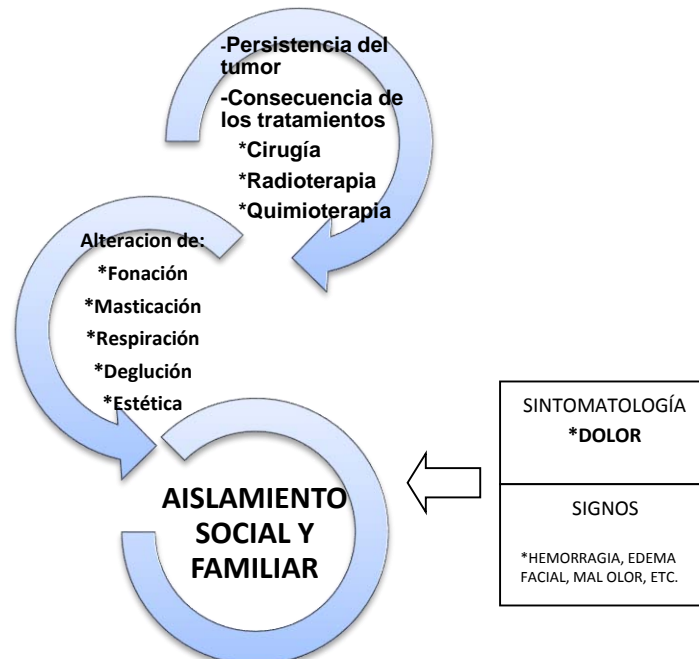 -Persistencia del
tumor
-Consecuencia de
los tratamientos
*Cirugía
*Radioterapia
*Quimioterapia
Alteracion de:
*Fonación
*Masticación
*Respiración
*Deglución
*Estética
AISLAMIENTO
SOCIAL Y
FAMILIAR
SINTOMATOLOGÍA
*DOLOR
SIGNOS
*HEMORRAGIA, EDEMA
FACIAL, MAL OLOR, ETC.